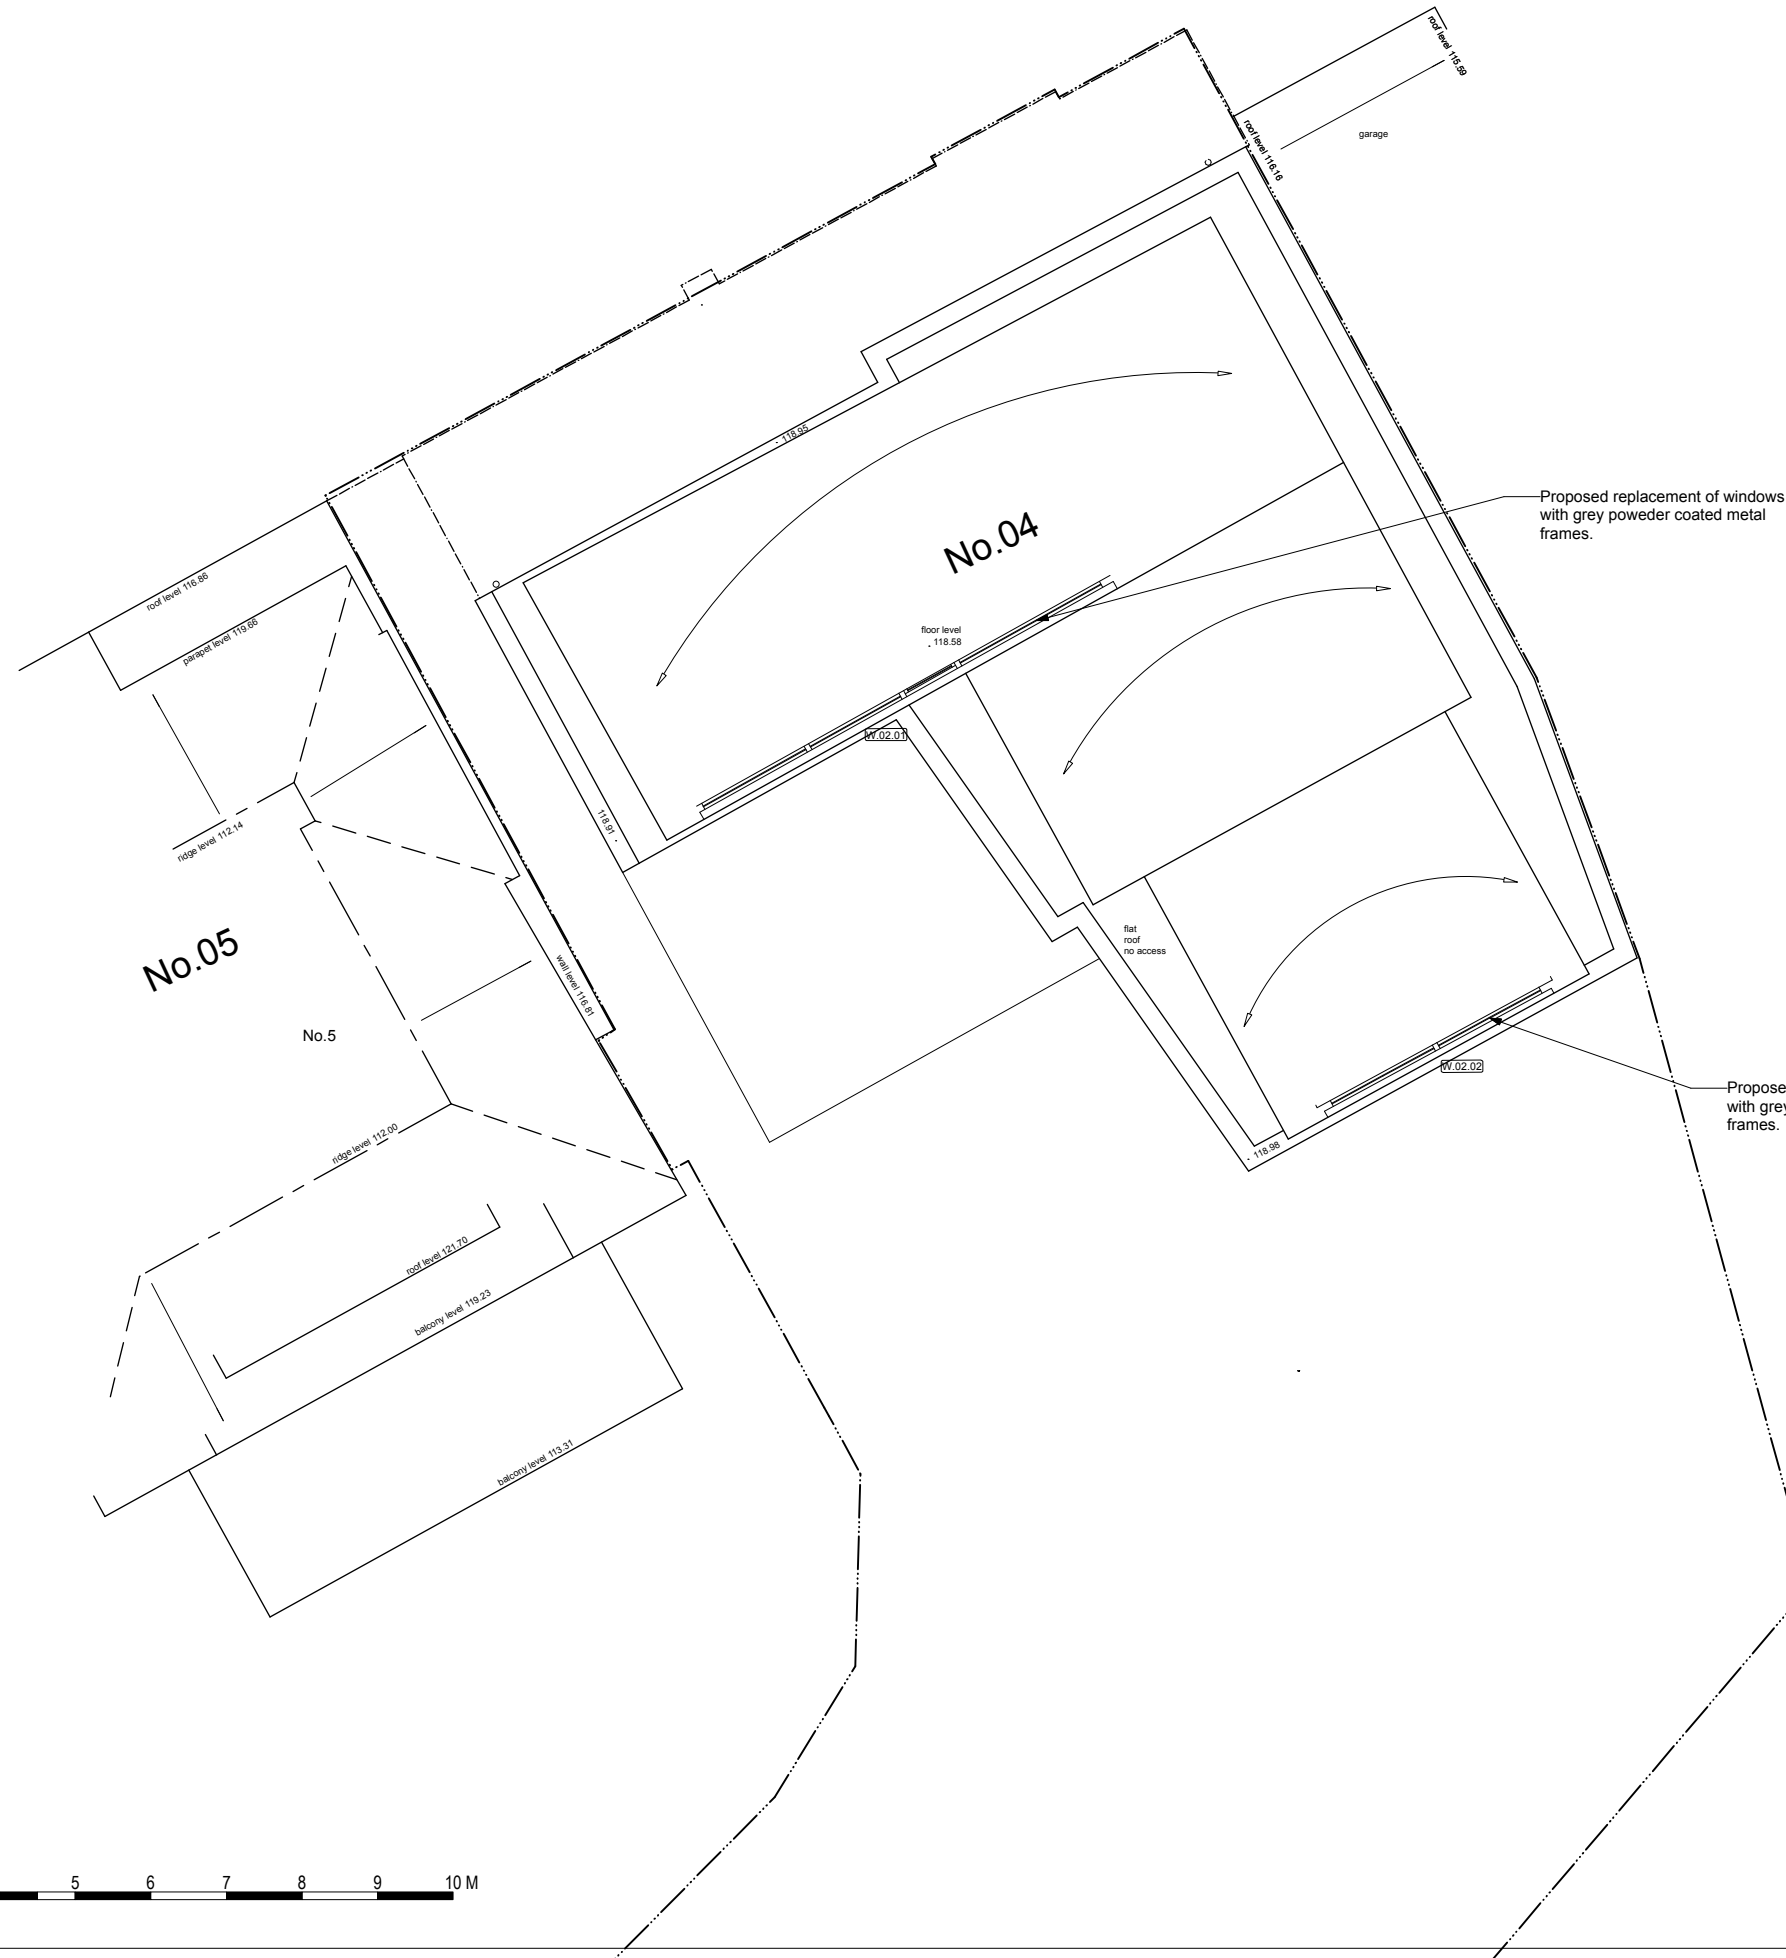 roof level 115.59
garage
roof level 116.16
118.95
Proposed replacement of windows
with grey poweder coated metal
frames.
No.04
roof level 116.86
parapet level 119.66
floor level
118.58
W.02.01
118.91
ridge level 112.14
No.05
flat
roof
no access
wall level 116.81
No.5
W.02.02
Propose
with grey
frames.
118.98
ridge level 112.00
roof level 121.70
balcony level 119.23
balcony level 113.31
5 6 7 8 9 10 M